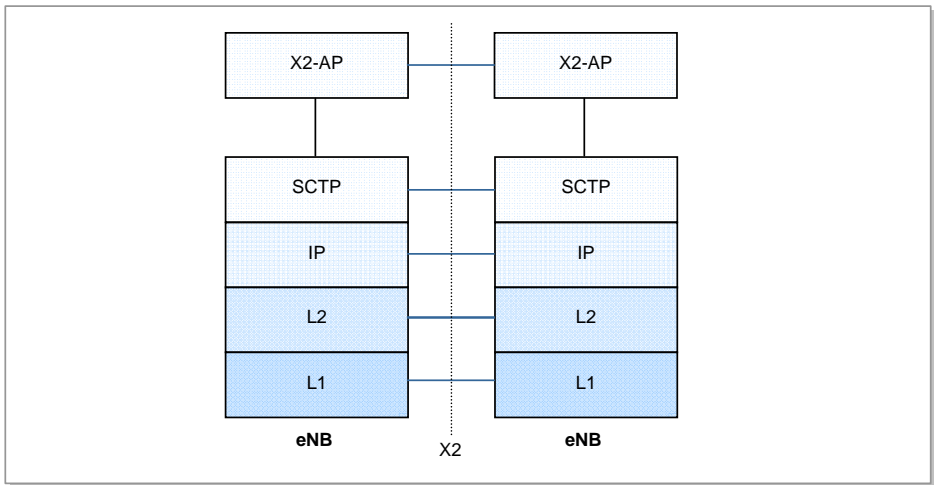 X2-AP X2-AP
SCTP SCTP
IP IP
L2 L2
L1 L1
eNB eNB
X2